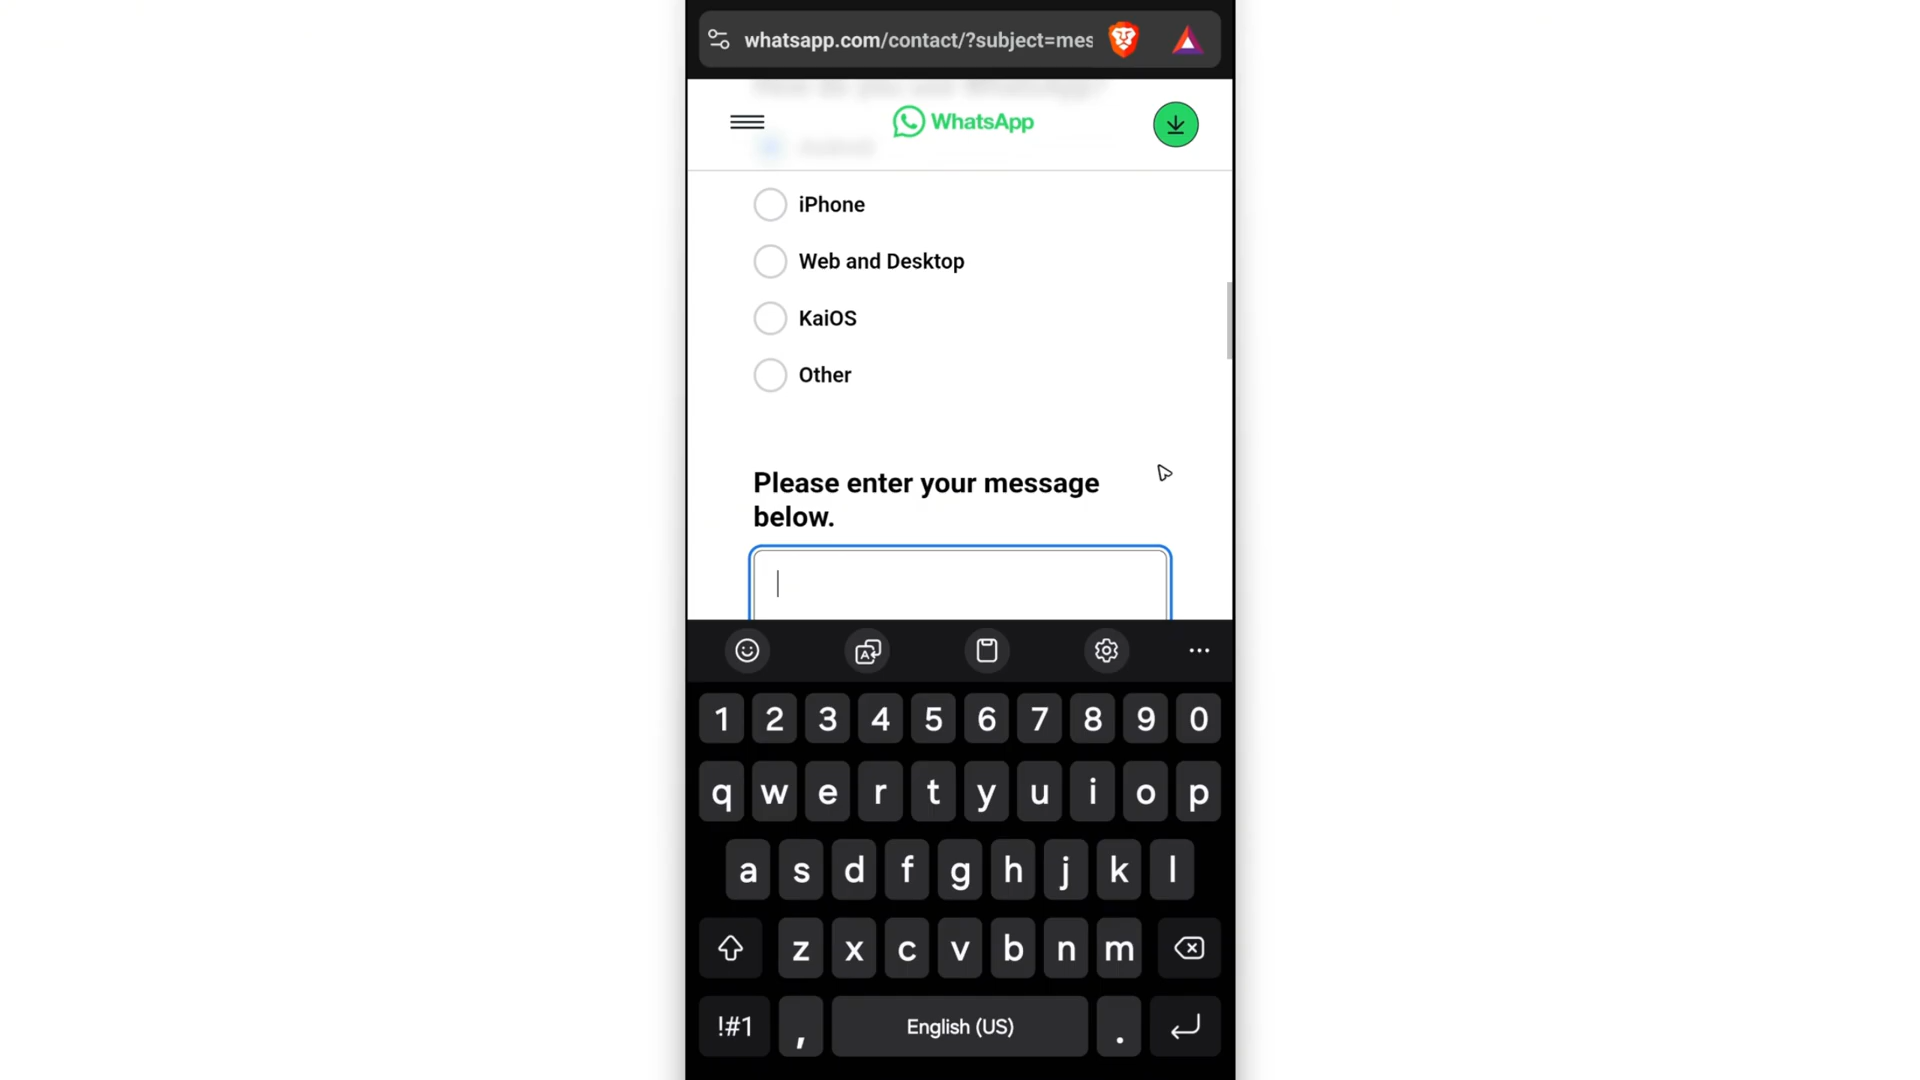 whatsapp.com/contact/?subject=mes
WhatsApp
iPhone
Web and Desktop
KaiOS
Other
Please enter your message
below.
1 2 3 4 5 6 7 8 9 0
q w e r t y u i o p
a s d f g h j k l
z x c v b n m
!#1 , English (US) .